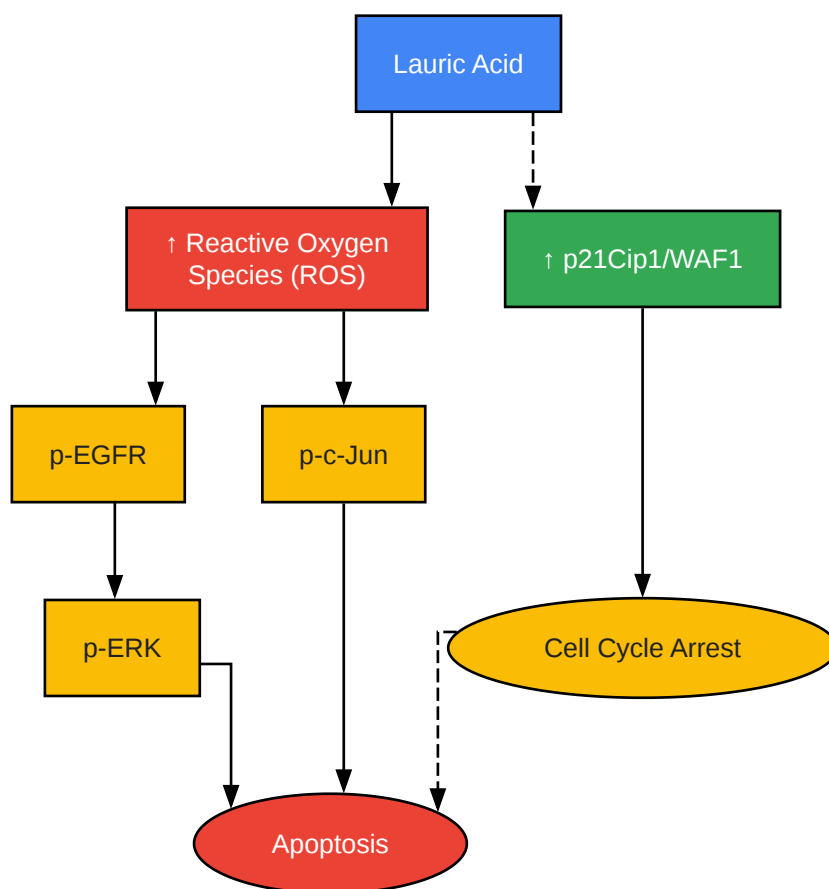 Lauric Acid
↑ Reactive Oxygen
Species (ROS)
↑ p21Cip1/WAF1
p-EGFR
p-c-Jun
p-ERK
Cell Cycle Arrest
Apoptosis